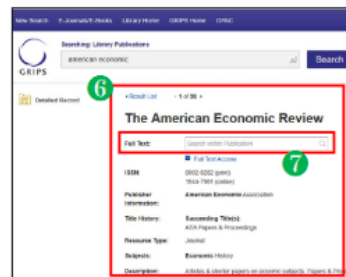 New Search E-Journals/E-Books Library Home GRIPS Home OPAC
Searching: Library Publications
american economic
Search
GRIPS
Detailed Record
6
Result List 1 of 96
The American Economic Review
Full Text: Search within Publication
7
Full Text Access
ISSN: 0002-8282 (print)
(online)
Publisher Information: American Economic Association
Title History: Succeeding Title(s):
AEA Papers & Proceedings
Resource Type: Journal
Subjects: Economic History
Description: Articles & shorter papers on economic subjects. Papers &